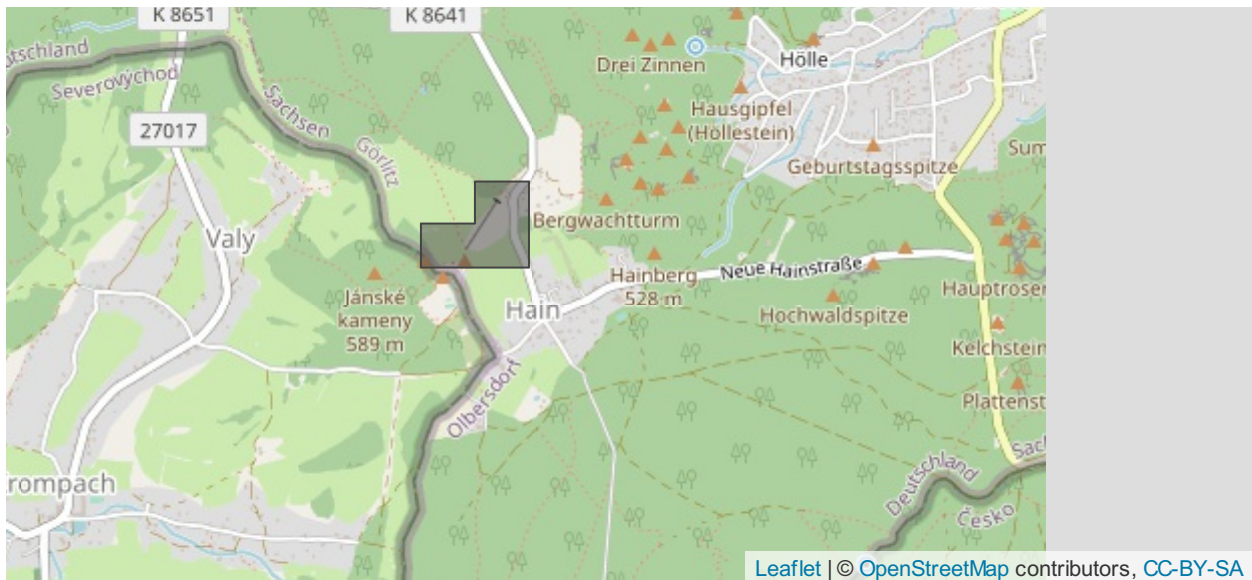 K 8651
K 8641
utschland
Severovýchod
Sachsen
Görlitz
27017
Valy
Drei Zinnen
Hölle
Hausgipfel
(Höllestein)
Geburtstagsspitze
Sum
Bergwachtturm
Hainberg
528 m
Neue Hainstraße
Hauptroser
Hochwaldspitze
Jánské
kameny
589 m
Hain
Kelchstein
Plattenst
Olbersdorf
rompach
Sac
Deutschland
Česko
Leaflet | © OpenStreetMap contributors, CC-BY-SA